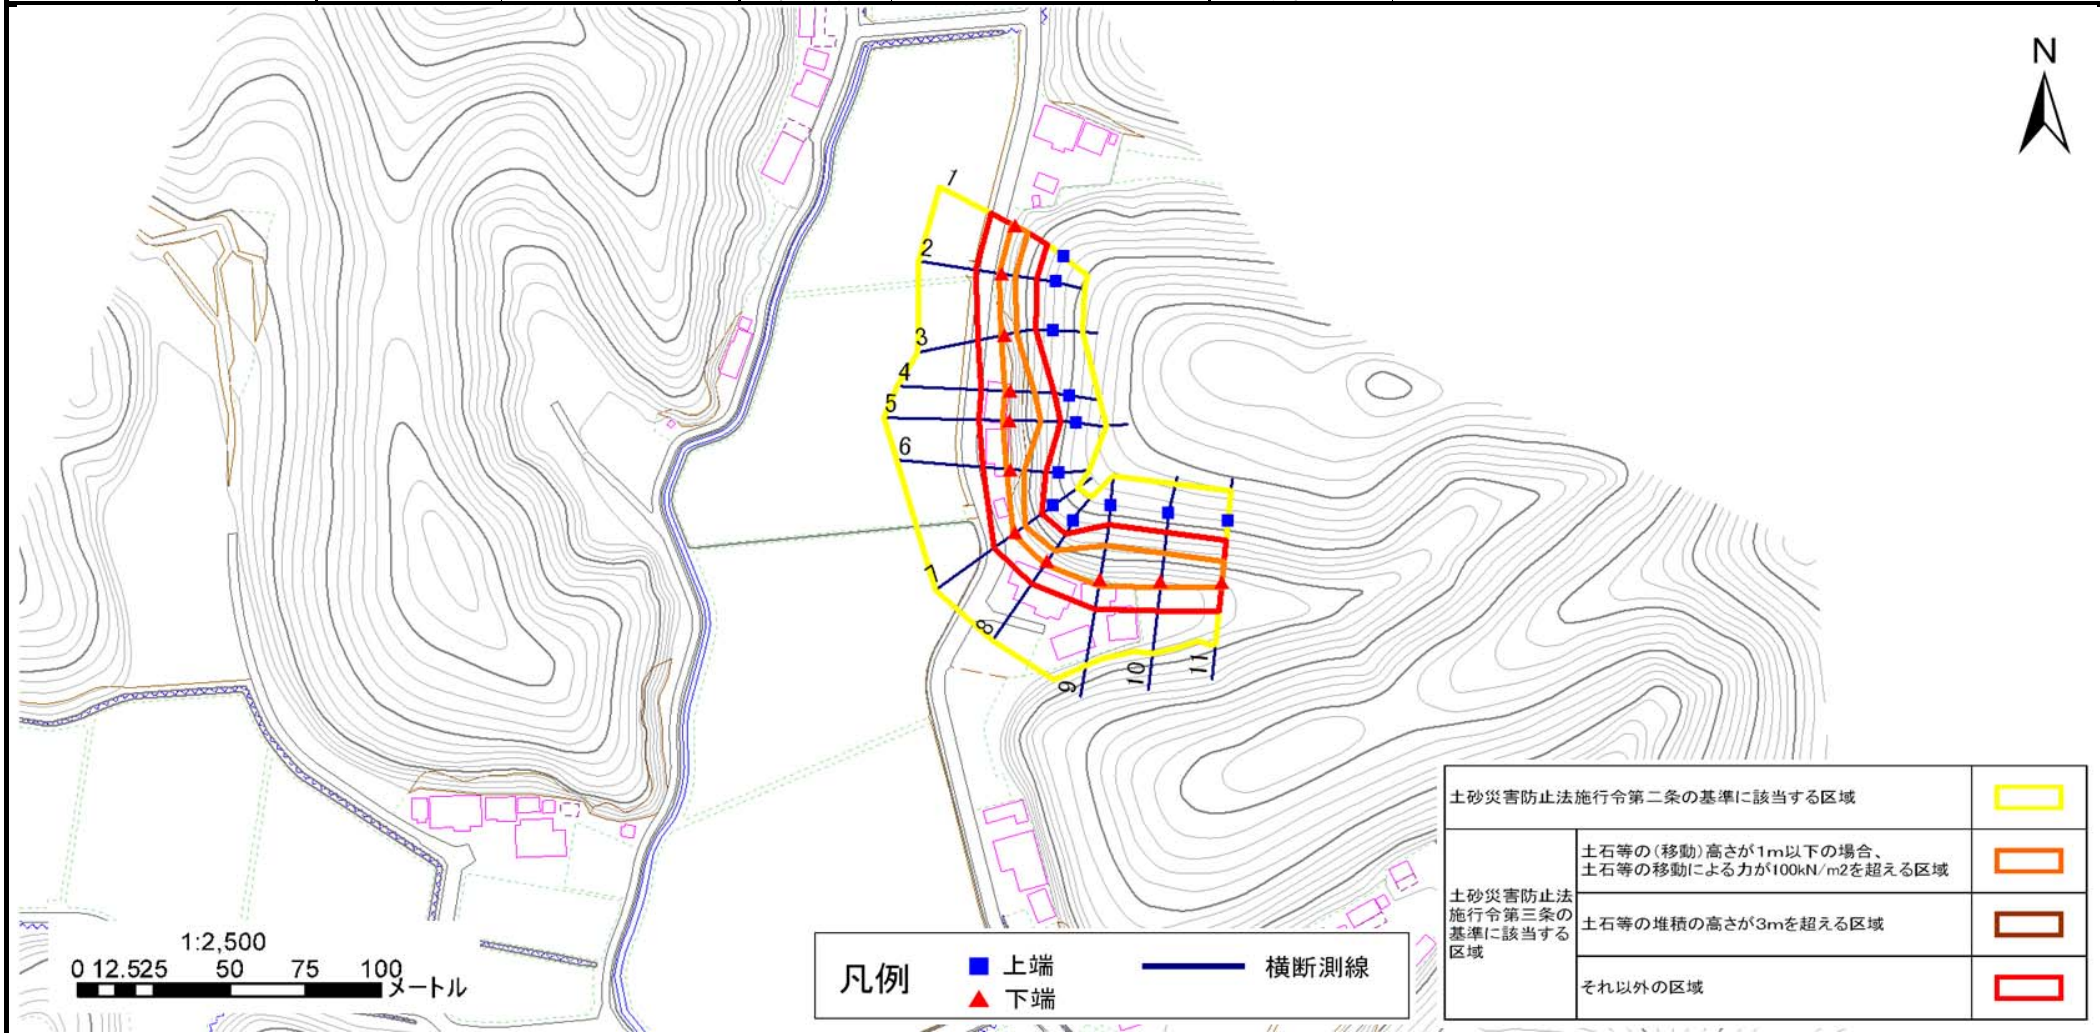 N
1
2
3
4
5
6
7
8
9
10
11
1:2,500
0 12.525 50 75 100
メートル
凡例
上端
下端
横断測線
土砂災害防止法施行令第二条の基準に該当する区域
土砂災害防止法
施行令第三条の
基準に該当する
区域
土石等の(移動)高さが1m以下の場合、
土石等の移動による力が100kN/m2を超える区域
土石等の堆積の高さが3mを超える区域
それ以外の区域